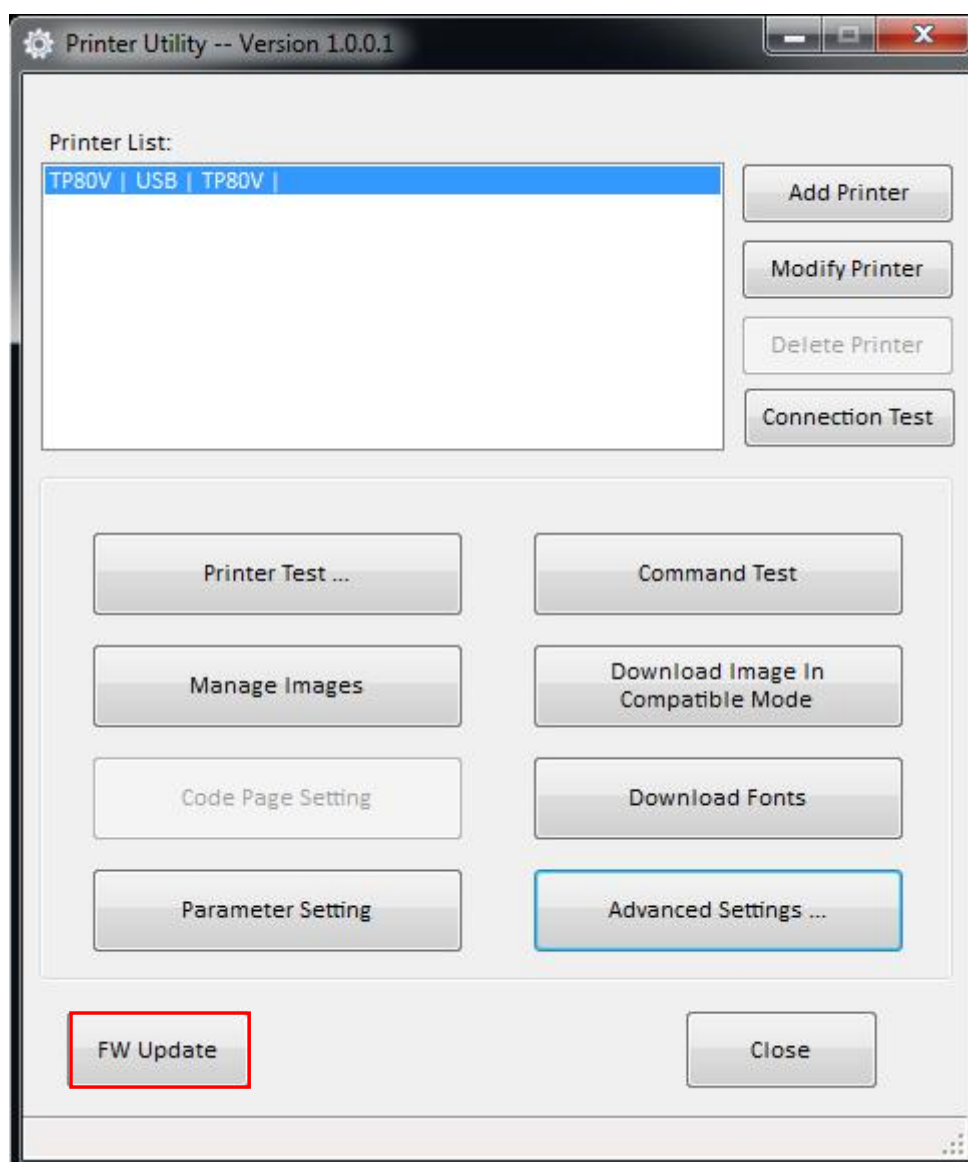 Printer Utility -- Version 1.0.0.1
Printer List:
TP80V | USB | TP80V |
Add Printer
Modify Printer
Delete Printer
Connection Test
Printer Test ...
Command Test
Manage Images
Download Image In
Compatible Mode
Code Page Setting
Download Fonts
Parameter Setting
Advanced Settings ...
FW Update
Close